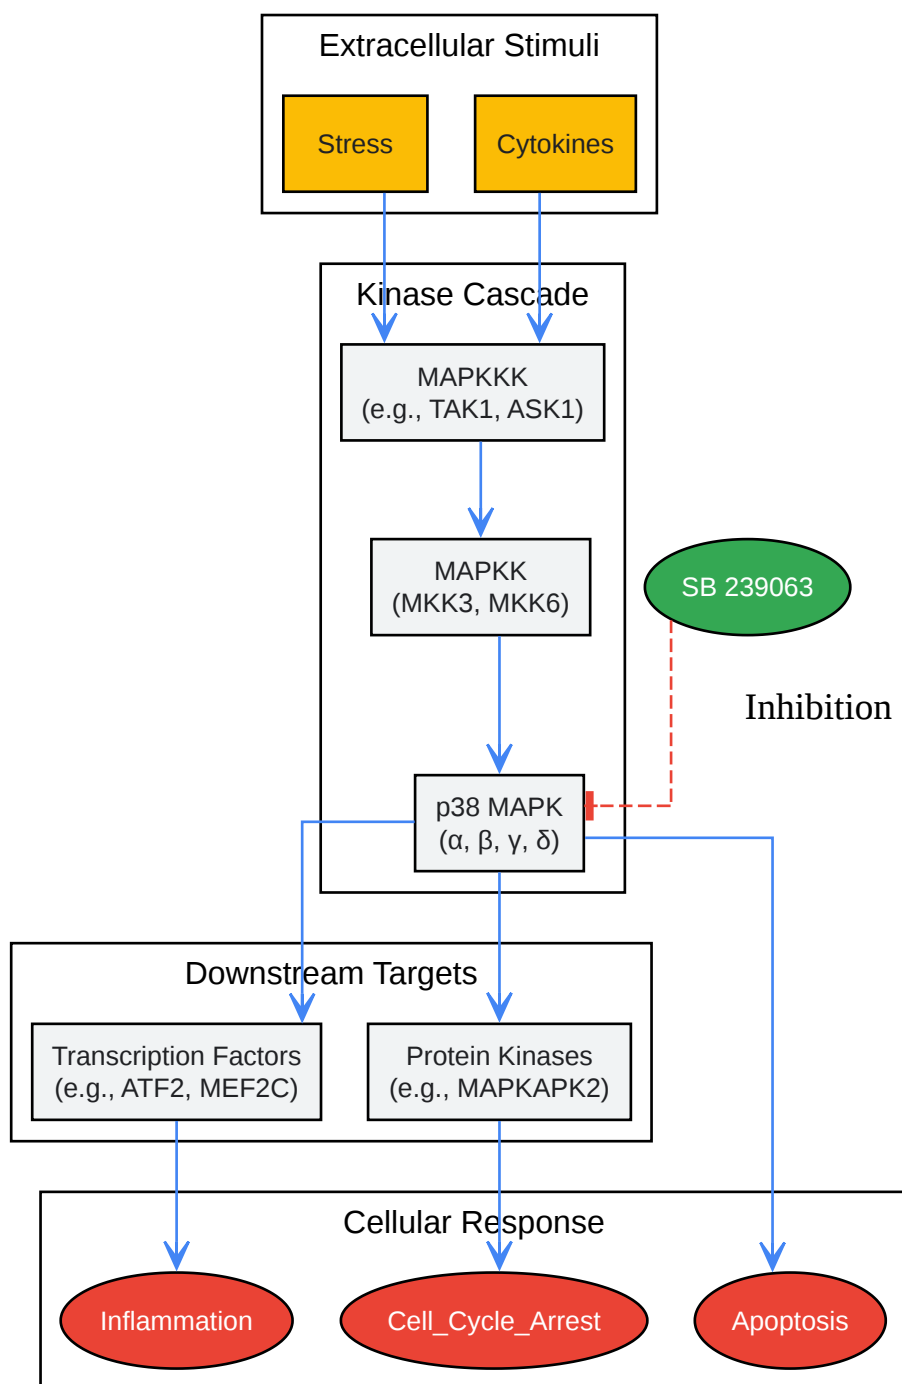 Extracellular Stimuli
Stress
Cytokines
Kinase Cascade
MAPKKK
(e.g., TAK1, ASK1)
MAPKK
(MKK3, MKK6)
SB 239063
Inhibition
p38 MAPK
(α, β, γ, δ)
Downstream Targets
Transcription Factors
(e.g., ATF2, MEF2C)
Protein Kinases
(e.g., MAPKAPK2)
Cellular Response
Inflammation
Cell_Cycle_Arrest
Apoptosis